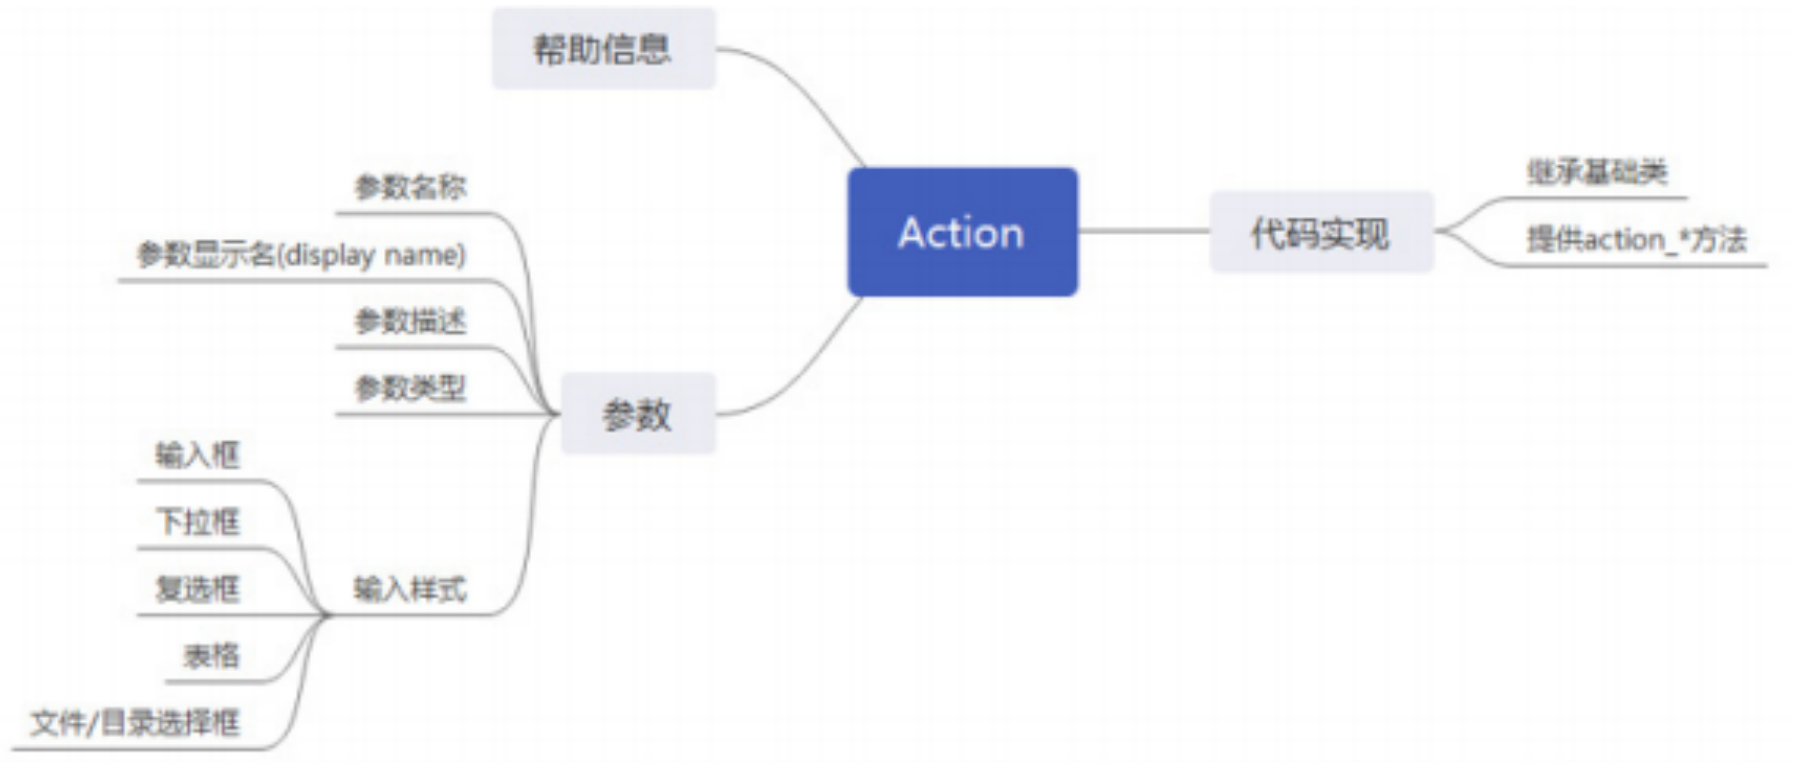 帮助信息
Action
代码实现
继承基础类
提供action_*方法
参数
参数名称
参数显示名(display name)
参数描述
参数类型
输入样式
输入框
下拉框
复选框
表格
文件/目录选择框